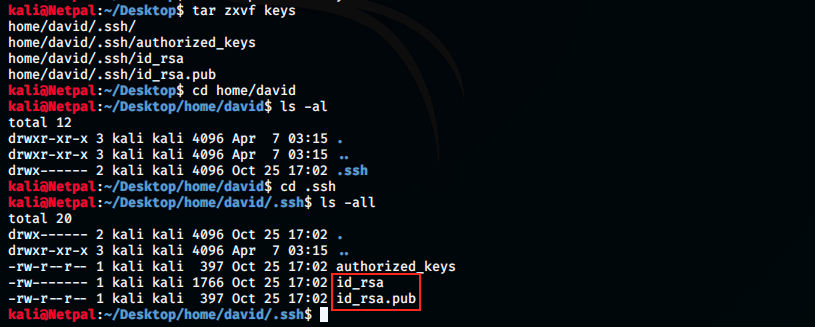 kali@Netpal:~/Desktop$ tar zxvf keys
home/david/.ssh/
home/david/.ssh/authorized_keys
home/david/.ssh/id_rsa
home/david/.ssh/id_rsa.pub
kali@Netpal:~/Desktop$ cd home/david
kali@Netpal:~/Desktop/home/david$ ls -al
total 12
drwxr-xr-x 3 kali kali 4096 Apr  7 03:15 .
drwxr-xr-x 3 kali kali 4096 Apr  7 03:15 ..
drwx------ 2 kali kali 4096 Oct 25 17:02 .ssh
kali@Netpal:~/Desktop/home/david$ cd .ssh
kali@Netpal:~/Desktop/home/david/.ssh$ ls -all
total 20
drwx------ 2 kali kali 4096 Oct 25 17:02 .
drwxr-xr-x 3 kali kali 4096 Apr  7 03:15 ..
-rw-r--r-- 1 kali kali  397 Oct 25 17:02 authorized_keys
-rw------- 1 kali kali 1766 Oct 25 17:02 id_rsa
-rw-r--r-- 1 kali kali  397 Oct 25 17:02 id_rsa.pub
kali@Netpal:~/Desktop/home/david/.ssh$